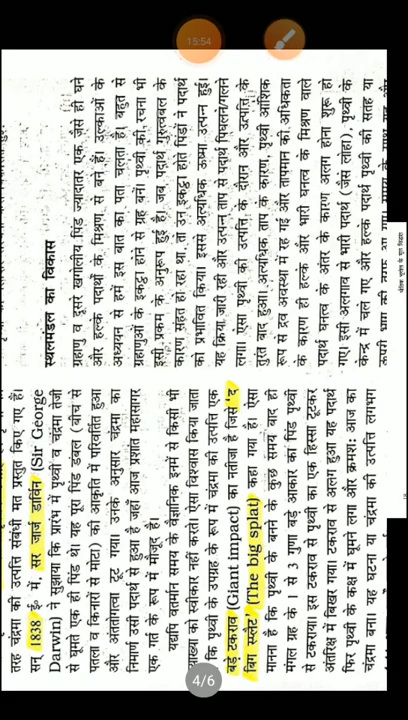 15:54
तरह चंद्रमा की उत्पत्ति संबंधी मत प्रस्तुत किए गए हैं।
सन् 1838 ई० में, सर जार्ज डार्विन (Sir George
Darwin) ने सुझाया कि प्रारंभ में पृथ्वी व चंद्रमा तेजी
से घूमते एक ही पिंड थे। यह पूरा पिंड डंबल (बीच से
पतला व किनारों से मोटा) की आकृति में परिवर्तित हुआ
और अंततोगत्वा टूट गया। उनके अनुसार चंद्रमा का
निर्माण उसी पदार्थ से हुआ है जहाँ आज प्रशांत महासागर
एक गर्त के रूप में मौजूद है।
यद्यपि वर्तमान समय के वैज्ञानिक इनमें से किसी भी
व्याख्या को स्वीकार नहीं करते। ऐसा विश्वास किया जाता
कि पृथ्वी के उपग्रह के रूप में चंद्रमा की उत्पत्ति एक
बड़े टकराव (Giant impact) का नतीजा है जिसे 'द
बिग स्प्लैट' (The big splat) कहा गया है। ऐसा
मानना है कि पृथ्वी के बनने के कुछ समय बाद ही
मंगल ग्रह के 1 से 3 गुणा बड़े आकार का पिंड पृथ्वी
से टकराया। इस टकराव से पृथ्वी का एक हिस्सा टूटकर
अंतरिक्ष में बिखर गया। टकराव से अलग हुआ यह पदार्थ
फिर पृथ्वी के कक्ष में घूमने लगा और क्रमशः आज का
चंद्रमा बना। यह घटना या चंद्रमा की उत्पत्ति लगभग
स्थलमंडल का विकास
ग्रहाणु व दूसरे खगोलीय पिंड ज्यादातर एक जैसे ही घने
और हल्के पदार्थों के मिश्रण से बने हैं। उल्काओं के
अध्ययन से हमें इस बात का पता चलता है। बहुत से
ग्रहाणुओं के इकट्ठा होने से ग्रह बनें। पृथ्वी की रचना भी
इसी प्रक्रम के अनुरूप हुई है। जब पदार्थ गुरुत्वबल के
कारण संहत हो रहा था तो उन इकट्ठा होते पिंडों ने पदार्थ
को प्रभावित किया। इससे अत्यधिक ऊष्मा उत्पन्न हुई।
यह क्रिया जारी रही और उत्पन्न ताप से पदार्थ पिघलने/गलने
लगा। ऐसा पृथ्वी की उत्पत्ति के दौरान और उत्पत्ति के
तुरंत बाद हुआ। अत्यधिक ताप के कारण, पृथ्वी आंशिक
रूप से द्रव अवस्था में रह गई और तापमान की अधिकता
के कारण ही हल्के और भारी घनत्व के मिश्रण वाले
पदार्थ घनत्व के अंतर के कारण अलग होना शुरू हो
गए। इसी अलगाव से भारी पदार्थ (जैसे लोहा), पृथ्वी के
केन्द्र में चले गए और हल्के पदार्थ पृथ्वी की सतह या
4/6